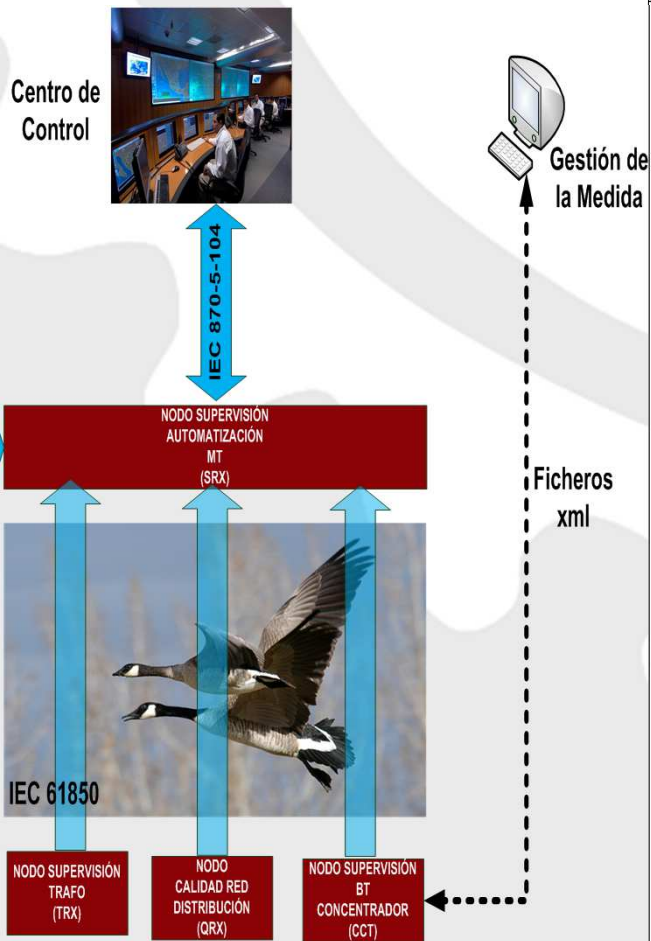 Centro de
Control
Gestión de
la Medida
IEC 870-5-104
NODO SUPERVISIÓN
AUTOMATIZACIÓN
MT
(SRX)
Ficheros
xml
IEC 61850
NODO SUPERVISIÓN
TRAFO
(TRX)
NODO
CALIDAD RED
DISTRIBUCIÓN
(QRX)
NODO SUPERVISIÓN
BT
CONCENTRADOR
(CCT)